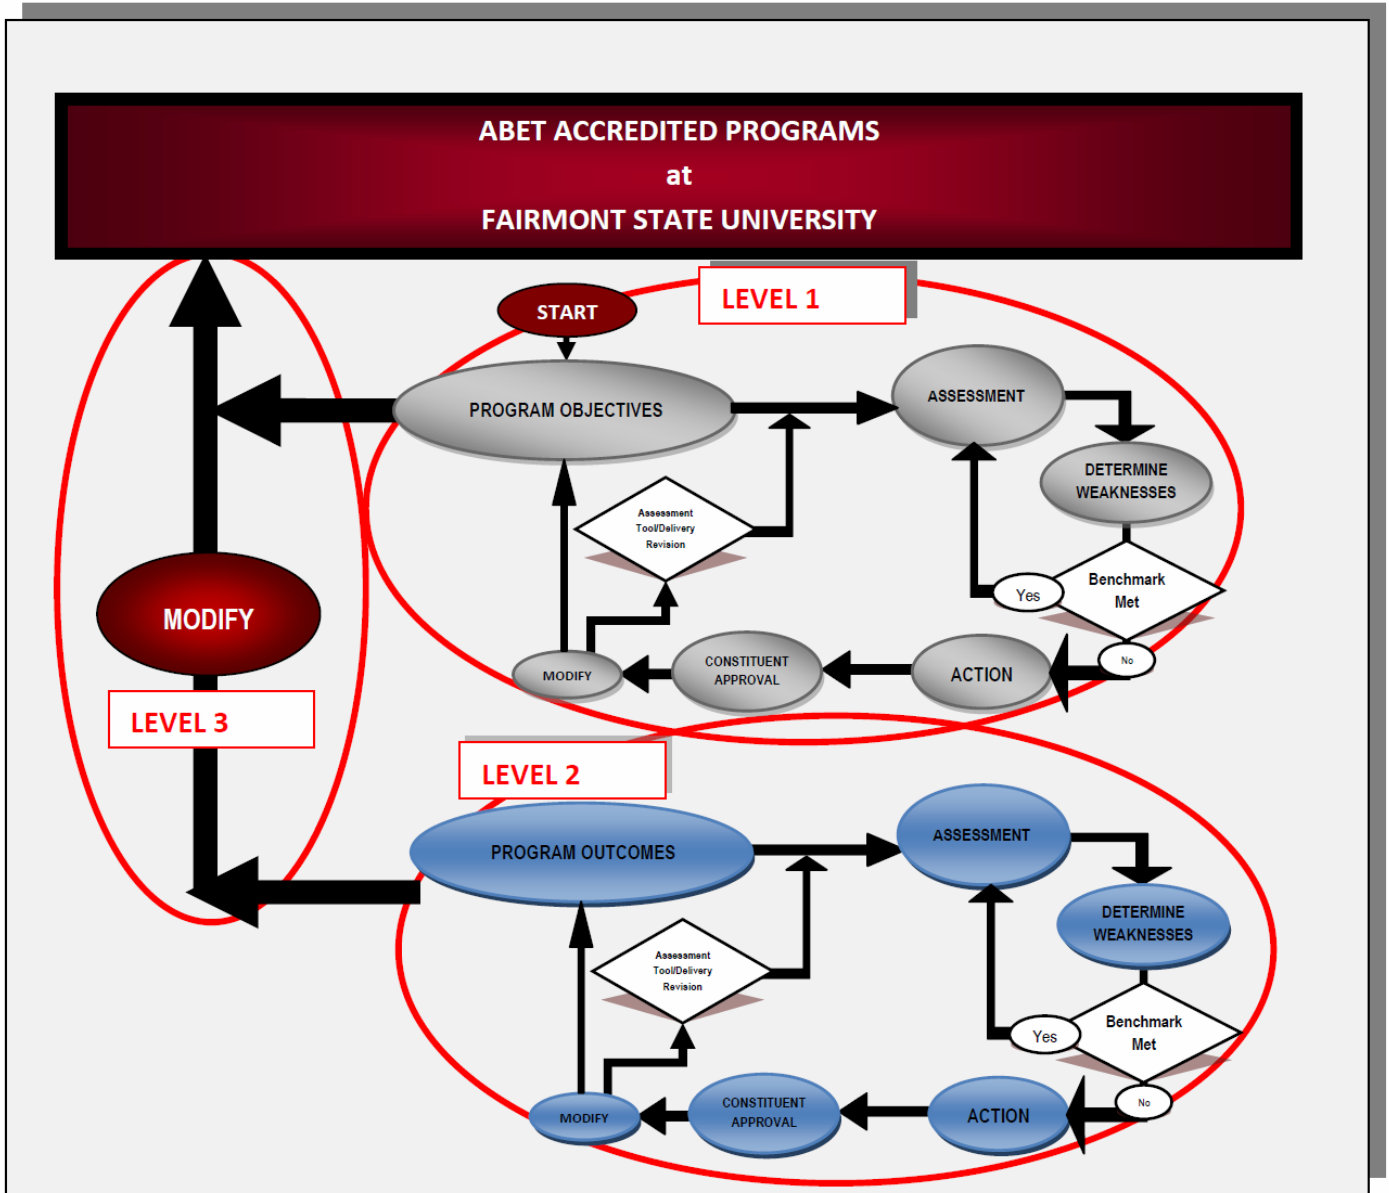 ABET ACCREDITED PROGRAMS
at
FAIRMONT STATE UNIVERSITY
LEVEL 1
START
PROGRAM OBJECTIVES
ASSESSMENT
DETERMINE
WEAKNESSES
Assessment
Tool/Delivery
Revision
Benchmark
Met
Yes
No
ACTION
CONSTITUENT
APPROVAL
MODIFY
MODIFY
LEVEL 3
LEVEL 2
PROGRAM OUTCOMES
ASSESSMENT
DETERMINE
WEAKNESSES
Assessment
Tool/Delivery
Revision
Benchmark
Met
Yes
No
ACTION
CONSTITUENT
APPROVAL
MODIFY